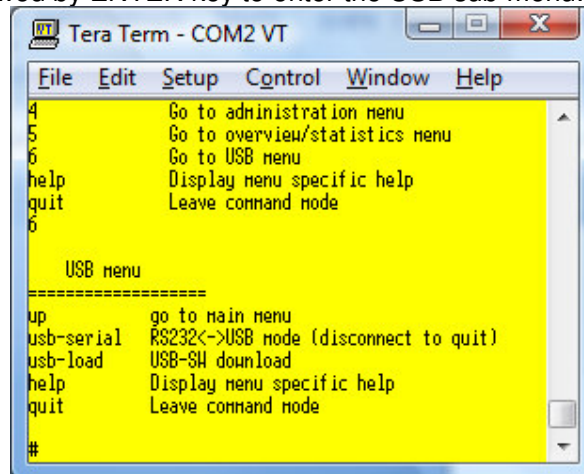 wed by ENTER key to enter the USB sub menu.
Tera Term - COM2 VT
File Edit Setup Control Window Help
4 Go to administration menu
5 Go to overview/statistics menu
6 Go to USB menu
help Display menu specific help
quit Leave command mode
6
USB menu
===================
up go to main menu
usb-serial RS232<->USB mode (disconnect to quit)
usb-load USB-SW download
help Display menu specific help
quit Leave command mode
#